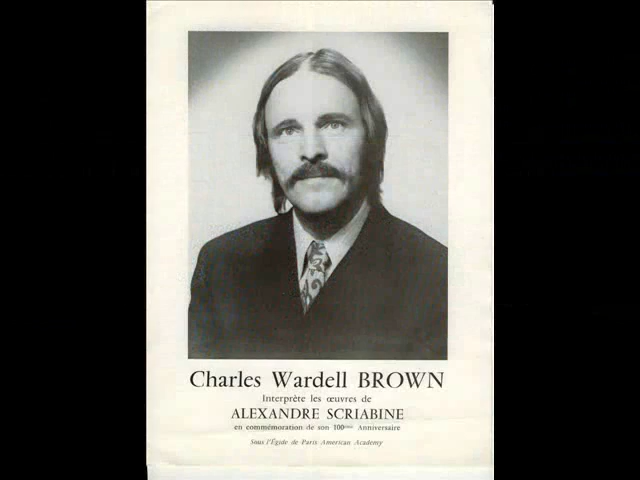 Charles Wardell BROWN
Interprète les œuvres de
ALEXANDRE SCRIABINE
en commémoration de son 100ème Anniversaire
Sous l'Égide de Paris American Academy